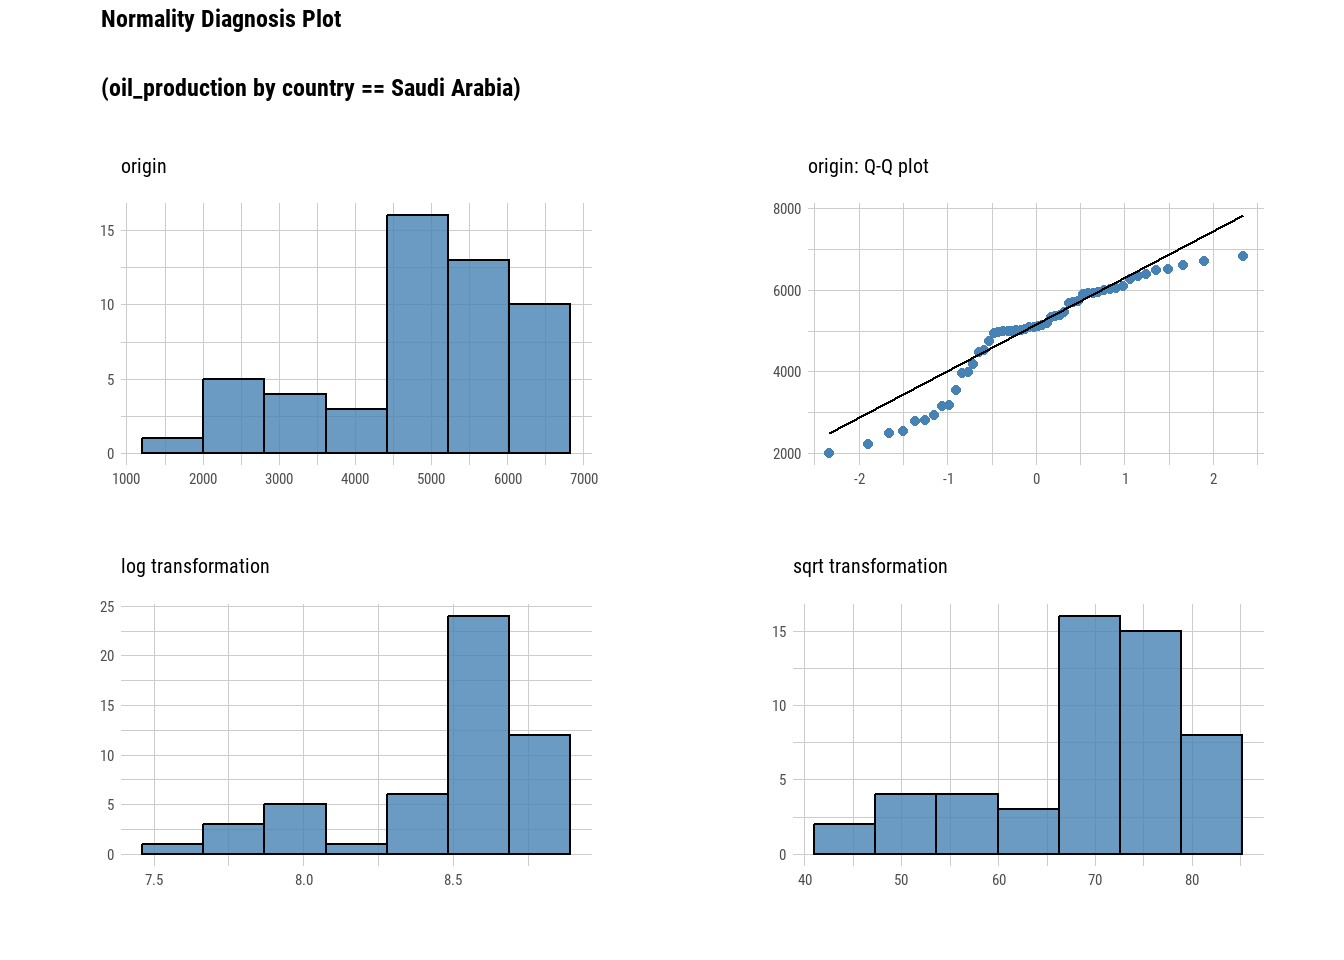 Normality Diagnosis Plot
(oil_production by country == Saudi Arabia)
origin
15
10
5
0
1000 2000 3000 4000 5000 6000 7000
origin: Q-Q plot
8000
6000
4000
2000
-2 -1 0 1 2
log transformation
25
20
15
10
5
0
7.5 8.0 8.5
sqrt transformation
15
10
5
0
40 50 60 70 80